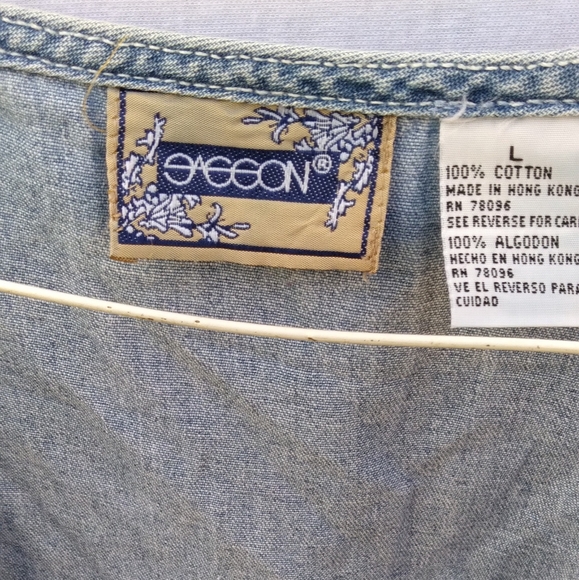 SASSON®
L
100% COTTON
MADE IN HONG KONG
RN 78096
SEE REVERSE FOR CAR
100% ALGODON
HECHO EN HONG KONG
RN 78096
VE EL REVERSO PARA
CUIDAD